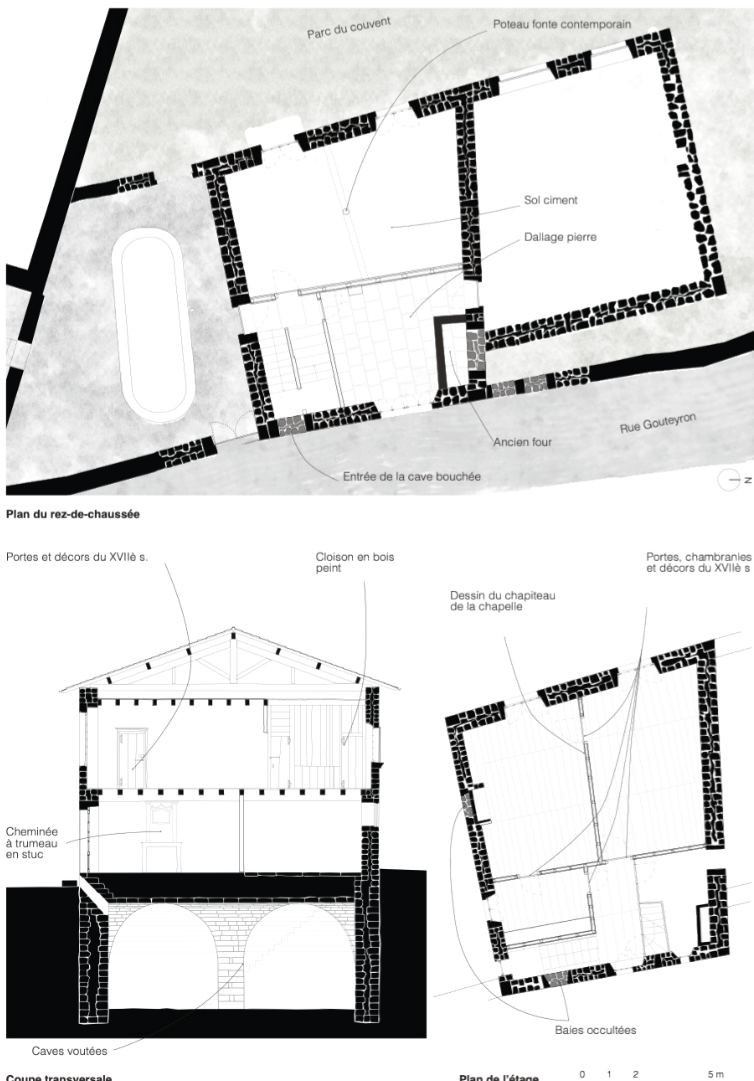 Parc du couvent
Poteau fonte contemporain
Sol ciment
Dallage pierre
Rue Gouteyron
Ancien four
Entrée de la cave bouchée
N
Plan du rez-de-chaussée
Portes et décors du XVIIè s.
Cloison en bois
peint
Portes, chambranies
et décors du XVIIè s
Dessin du chapiteau
de la chapelle
Cheminée
à trumeau
en stuc
Baies occultées
Caves voutées
Coupe transversale
Plan de l'étage
0 1 2 5 m